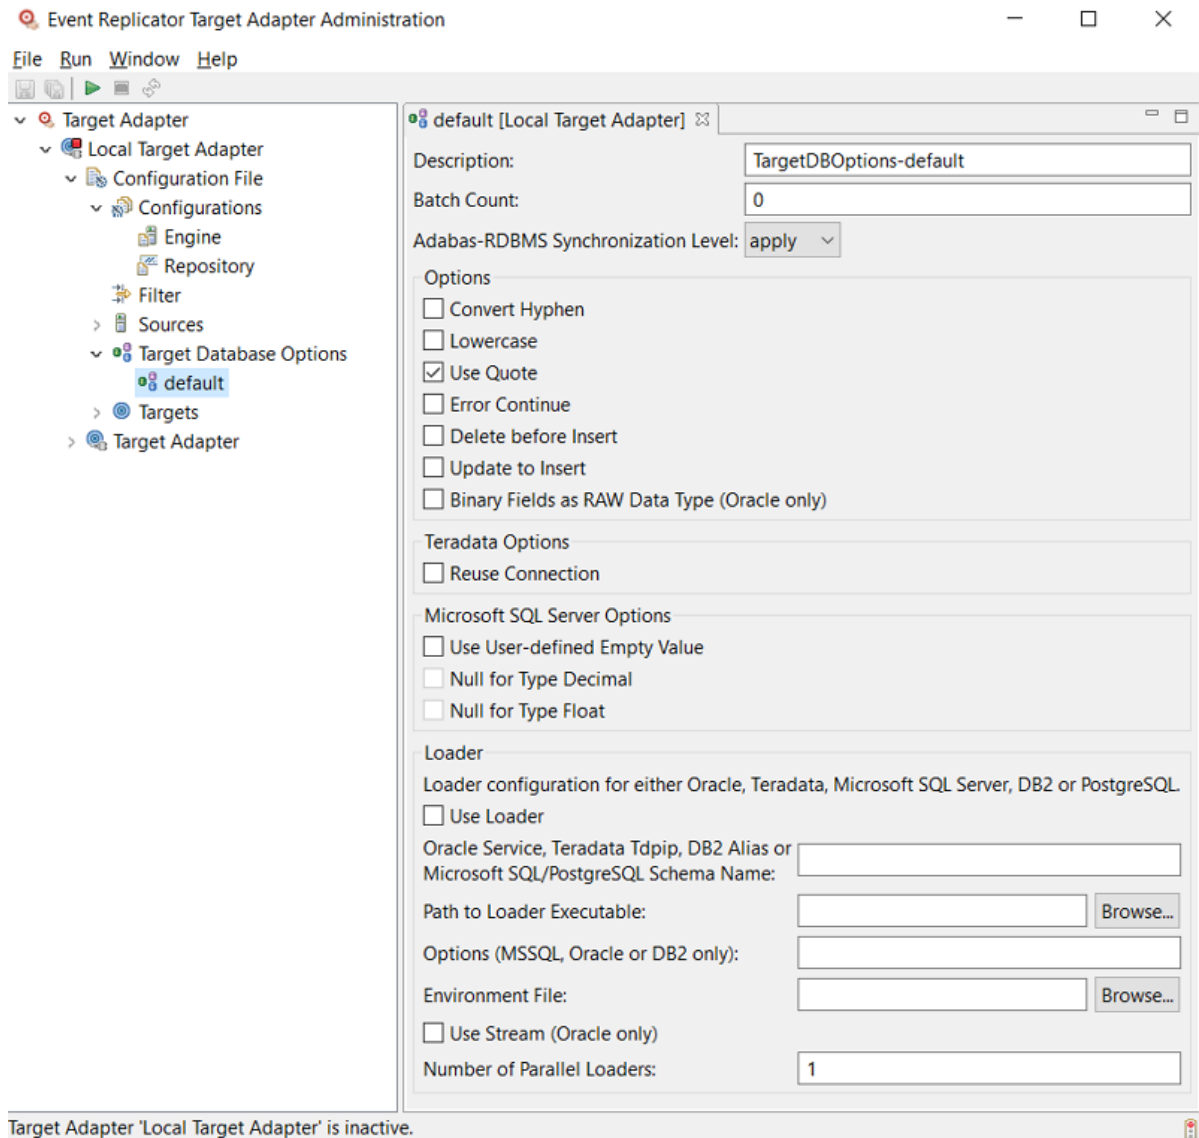 Event Replicator Target Adapter Administration
File Run Window Help
Target Adapter
Local Target Adapter
Configuration File
Configurations
Engine
Repository
Filter
Sources
Target Database Options
default
Targets
Target Adapter
default [Local Target Adapter]
Description: TargetDBOptions-default
Batch Count: 0
Adabas-RDBMS Synchronization Level: apply
Options
Convert Hyphen
Lowercase
Use Quote
Error Continue
Delete before Insert
Update to Insert
Binary Fields as RAW Data Type (Oracle only)
Teradata Options
Reuse Connection
Microsoft SQL Server Options
Use User-defined Empty Value
Null for Type Decimal
Null for Type Float
Loader
Loader configuration for either Oracle, Teradata, Microsoft SQL Server, DB2 or PostgreSQL.
Use Loader
Oracle Service, Teradata Tdpip, DB2 Alias or
Microsoft SQL/PostgreSQL Schema Name:
Path to Loader Executable: Browse...
Options (MSSQL, Oracle or DB2 only):
Environment File: Browse...
Use Stream (Oracle only)
Number of Parallel Loaders: 1
Target Adapter 'Local Target Adapter' is inactive.